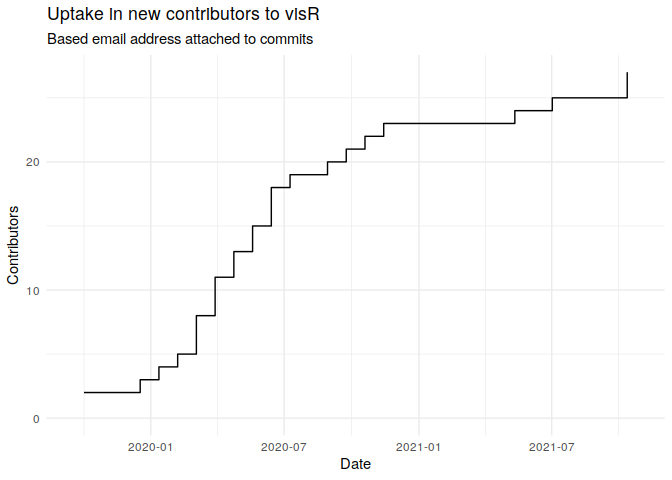 Uptake in new contributors to visR
Based email address attached to commits
Contributors
20
10
0
2020-01 2020-07 2021-01 2021-07
Date